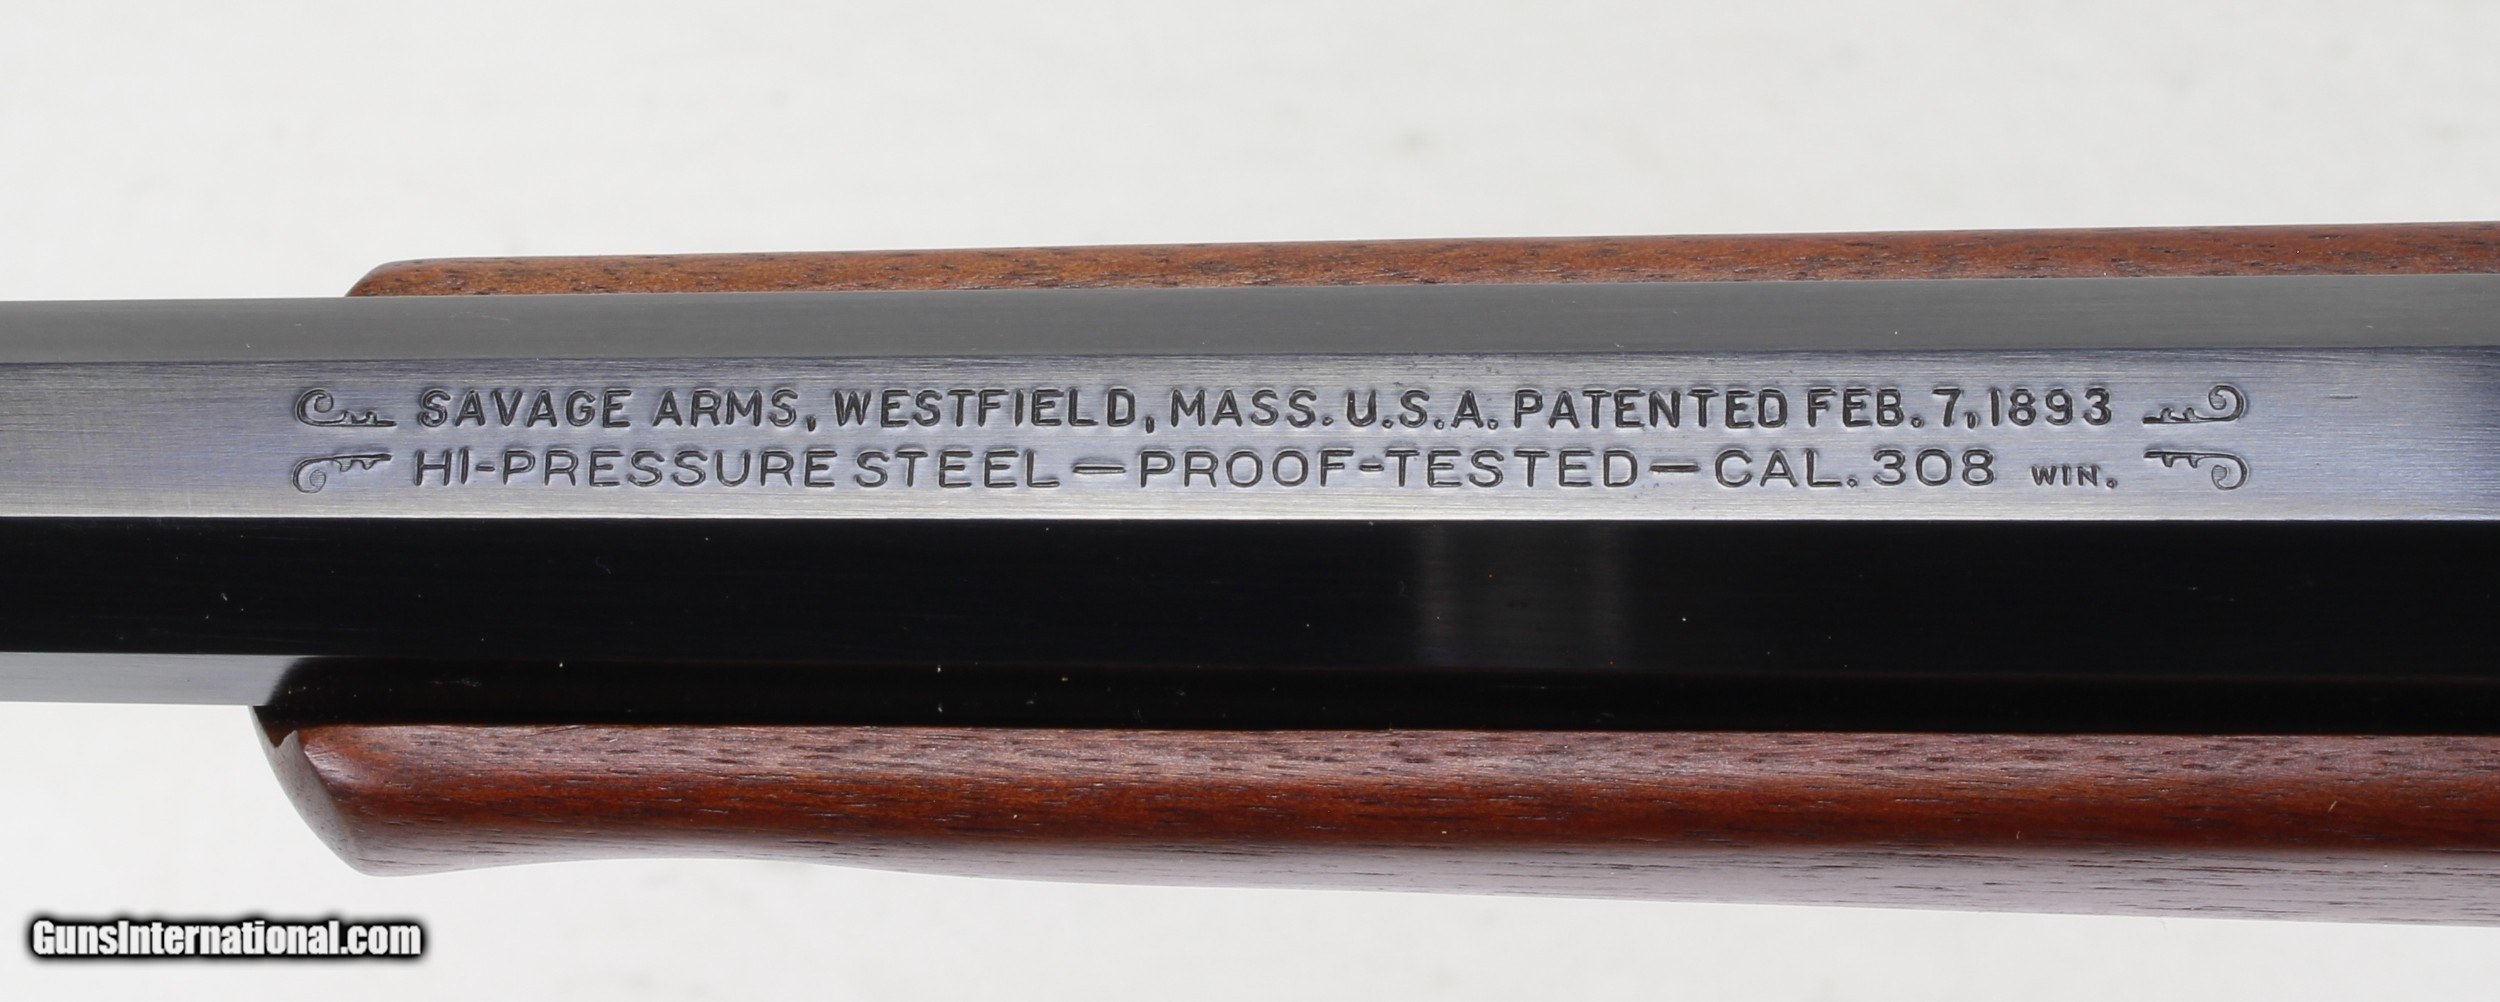 SAVAGE ARMS, WESTFIELD, MASS. U.S.A. PATENTED FEB. 7, 1893
HI-PRESSURE STEEL — PROOF-TESTED — CAL. 308 WIN.
GunsInternational.com